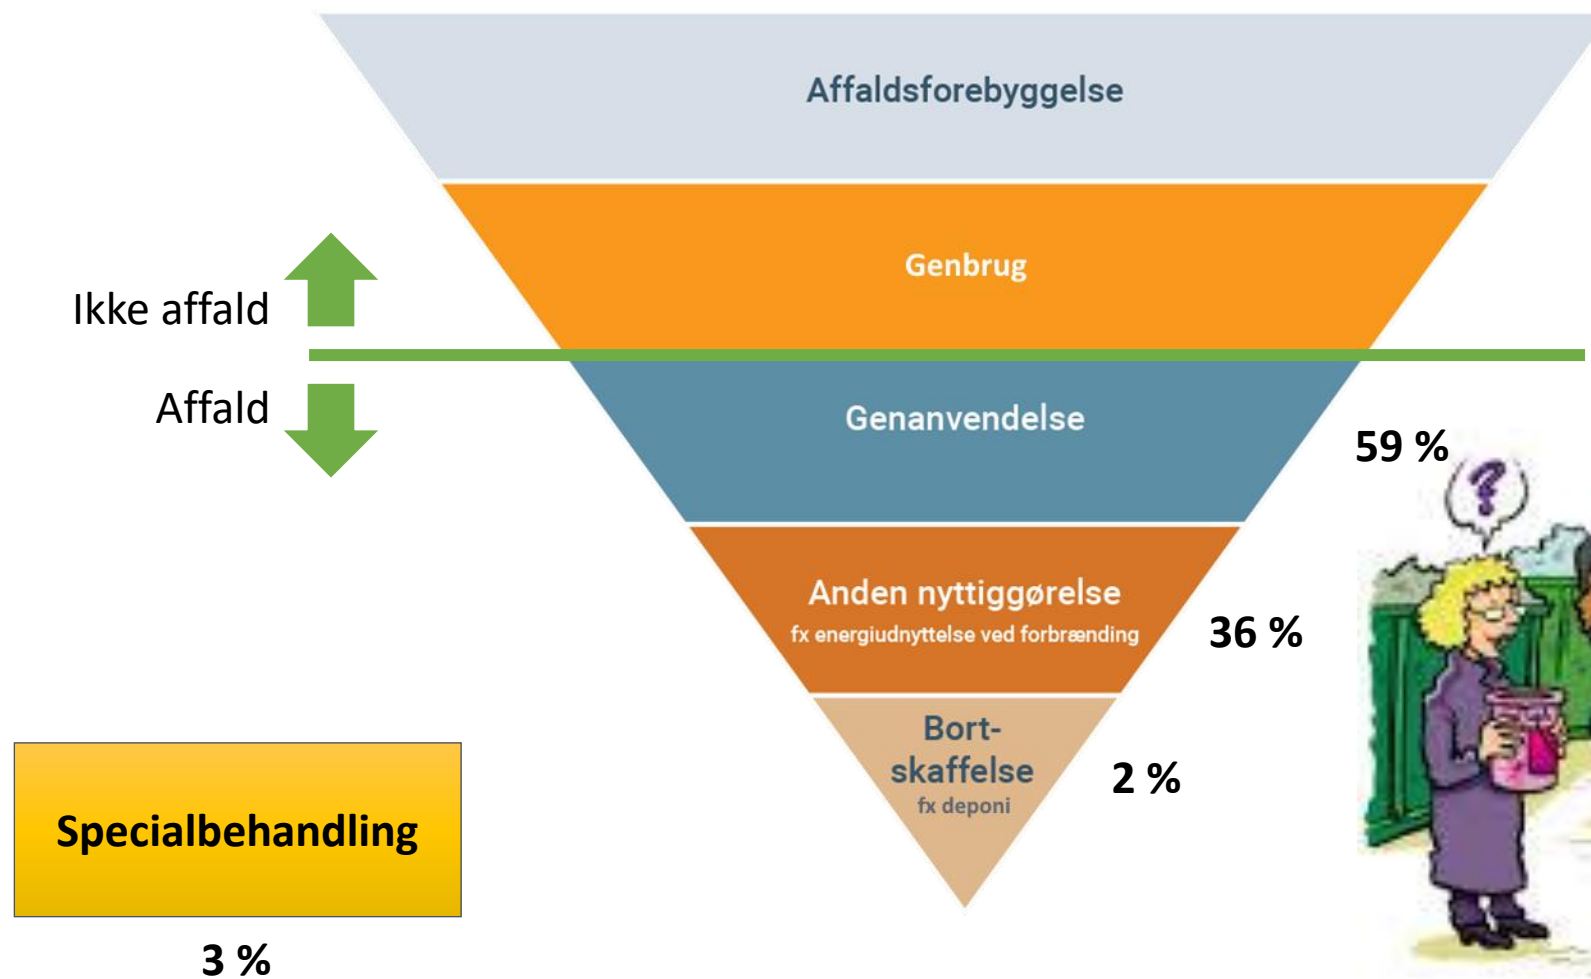 Affaldsforebyggelse
Genbrug
Ikke affald
Affald
Genanvendelse
59 %
?
Anden nyttiggørelse
fx energiudnyttelse ved forbrænding
36 %
Bort-
skaffelse
fx deponi
2 %
Specialbehandling
3 %